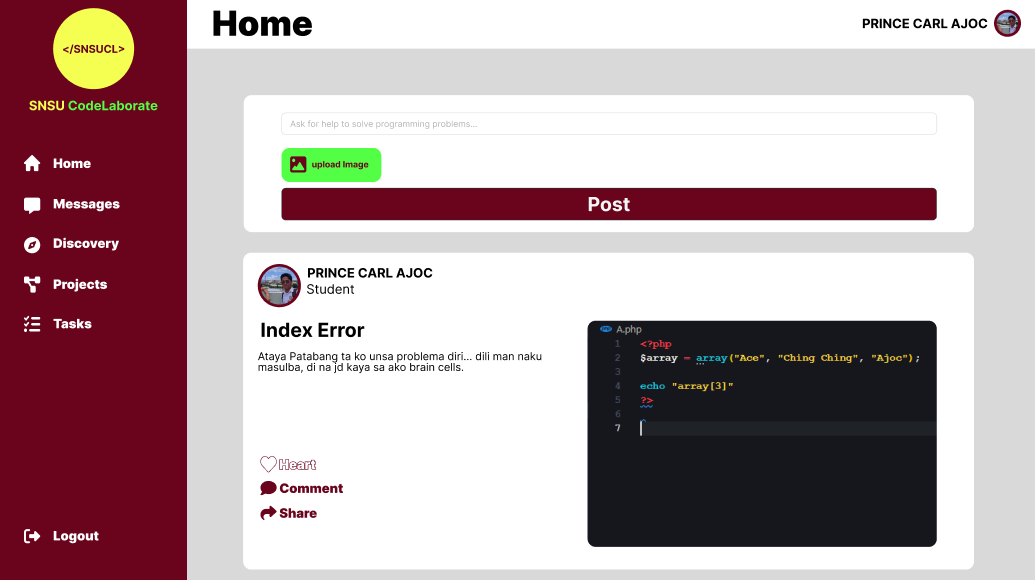 </SNSUCL>
SNSU CodeLaborate
Home
Messages
Discovery
Projects
Tasks
Logout
Home
PRINCE CARL AJOC
Ask for help to solve programming problems...
upload Image
Post
PRINCE CARL AJOC
Student
Index Error
Ataya Patabang ta ko unsa problema diri... dili man naku
masulba, di na jd kaya sa ako brain cells.
Heart
Comment
Share
php A.php
1 <?php
2 $array = array("Ace", "Ching Ching", "Ajoc");
3
4 echo "array[3]"
5 ?>
6
7